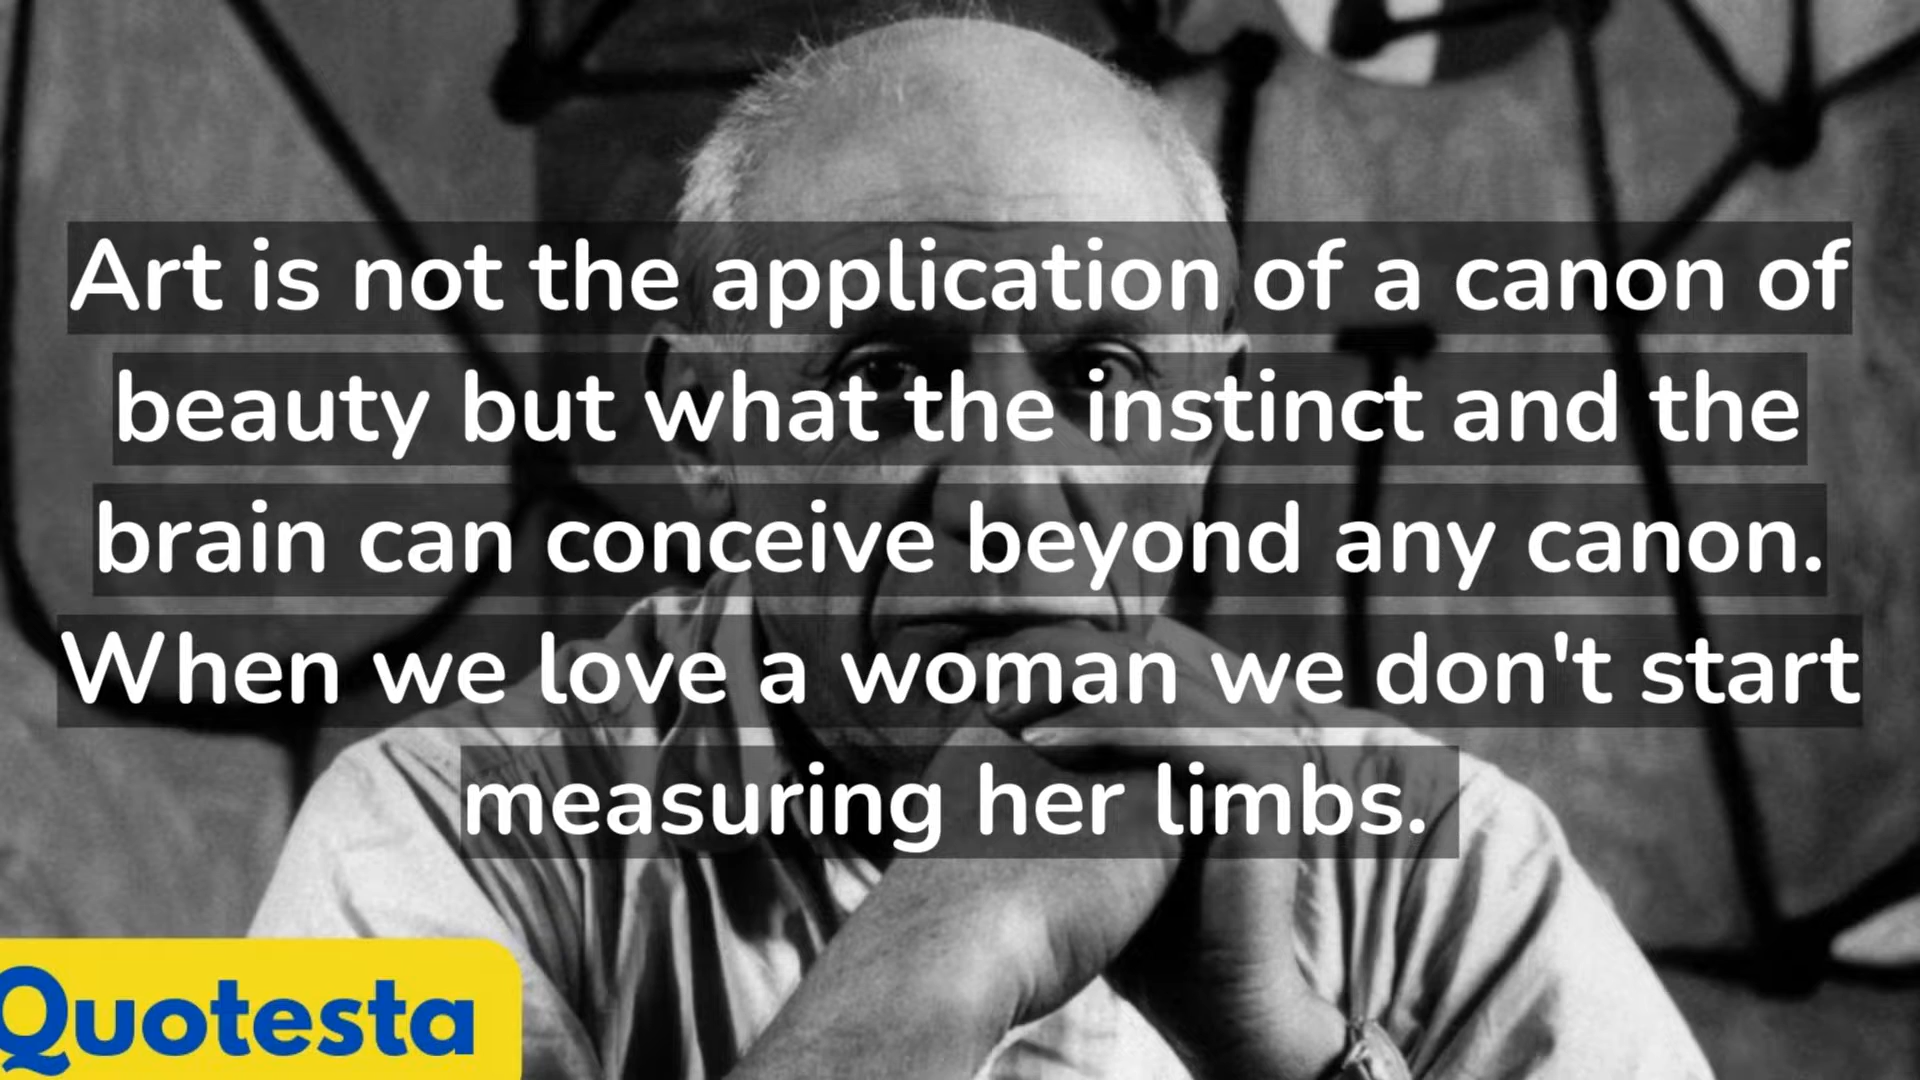 Art is not the application of a canon of
beauty but what the instinct and the
brain can conceive beyond any canon.
When we love a woman we don't start
measuring her limbs.
Quotesta